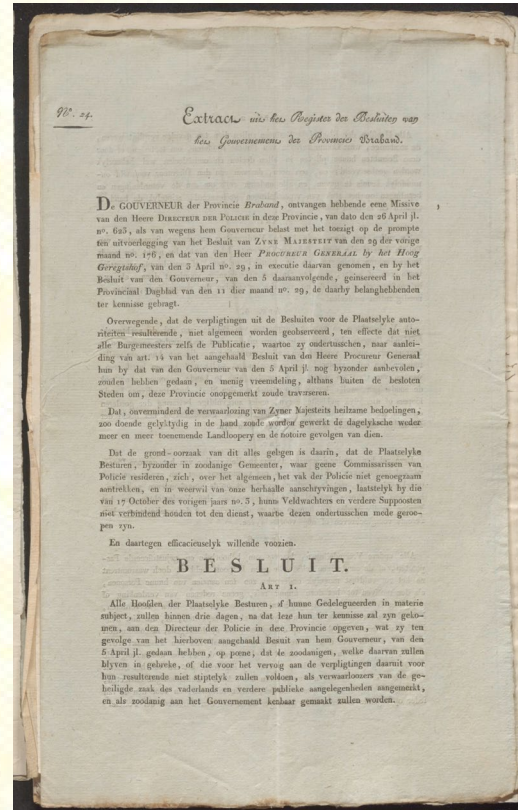 N.º 24.
Extract uit het Register der Besluiten van
het Gouvernement der Provincie Braband.
DE GOUVERNEUR der Provincie Braband, ontvangen hebbende eene Missive
van den Heere DIRECTEUR DER POLICIE in deze Provincie, van dato den 26 April jl.
no. 625, als van wegens hem Gouverneur belast met het toezigt op de prompte
ten uitvoerlegging van het Besluit van ZYNE MAJESTEIT van den 29 der vorige
maand no. 176, en dat van den Heer PROCUREUR GENERAAL by het Hoog
Geregtshof, van den 3 April no. 29, in executie daarvan genomen, en by het
Besluit van den Gouverneur, van den 5 daaraanvolgende, geinsereerd in het
Provinciaal Dagblad van den 11 dier maand no. 29, de daarby belanghebbenden
ter kennisse gebragt.
Overwegende, dat de verpligtingen uit de Besluiten voor de Plaatselyke auto-
riteiten resulterende, niet algemeen worden geobserveerd, ten effecte dat niet
alle Burgemeesters zelfs de Publicatie, waartoe zy ondertusschen, naar anlei-
ding van art. 14 van het aangehaald Besluit van den Heere Procureur Generaal
hun by dat van den Gouverneur van den 5 April jl. nog byzonder aanbevolen,
zouden hebben gedaan, en menig vreemdeling, althans buiten de besloten
Steden om, deze Provincie onopgemerkt zoude traverseren.
Dat, onverminderd de verwaarlozing van Zyner Majesteits heilzame bedoelingen,
zoo doende gelyktydig in de hand zoude worden gewerkt de dagelyksche weder
meer en meer toenemende Landloopery en de notoire gevolgen van dien.
Dat de grond-oorzaak van dit alles gelegen is daarin, dat de Plaatselyke
Besturen, byzonder in zoodanige Gemeenten, waar geene Commissarissen van
Policie resideren, zich, over het algemeen, het vak der Policie niet genoegzaam
aantrekken, en in weerwil van onze herhaalde aanschryvingen, laatstelyk by die
van 17 October des vorigen jaars no. 3, hunne Veldwachters en verdere Suppoosten
niet verbindend houden tot den dienst, waarbe dezen ondertusschen mede geroo-
pen zyn.
En daartegen efficacieuselyk willende voozien.
BESLUIT.
ART 1.
Alle Hoofden der Plaatselyke Besturen, of hunne Gedelegueerden in materie
subject, zullen binnen drie dagen, na dat leze hun ter kennisse zal zyn geko-
men, aan den Directeur der Policie in deze Provincie opgeven, wat zy ten
gevolge van het hierboven aangehaald Besuit van hem Gouverneur, van den
5 April jl. gedaan hebben, op poene, dat de zoodanigen, welke daarvan zullen
blyven in gebreke, of die voor het vervog aan de verpligtingen daaruit voor
hun resulterende niet stiptelyk zullen voldoen, als verwaarloozers van de ge-
heiligde zaak des vaderlands en verdere publieke aangelegenheden aangemerkt,
en als zoodanig aan het Gouvernement kenbaar gemaakt zullen worden.